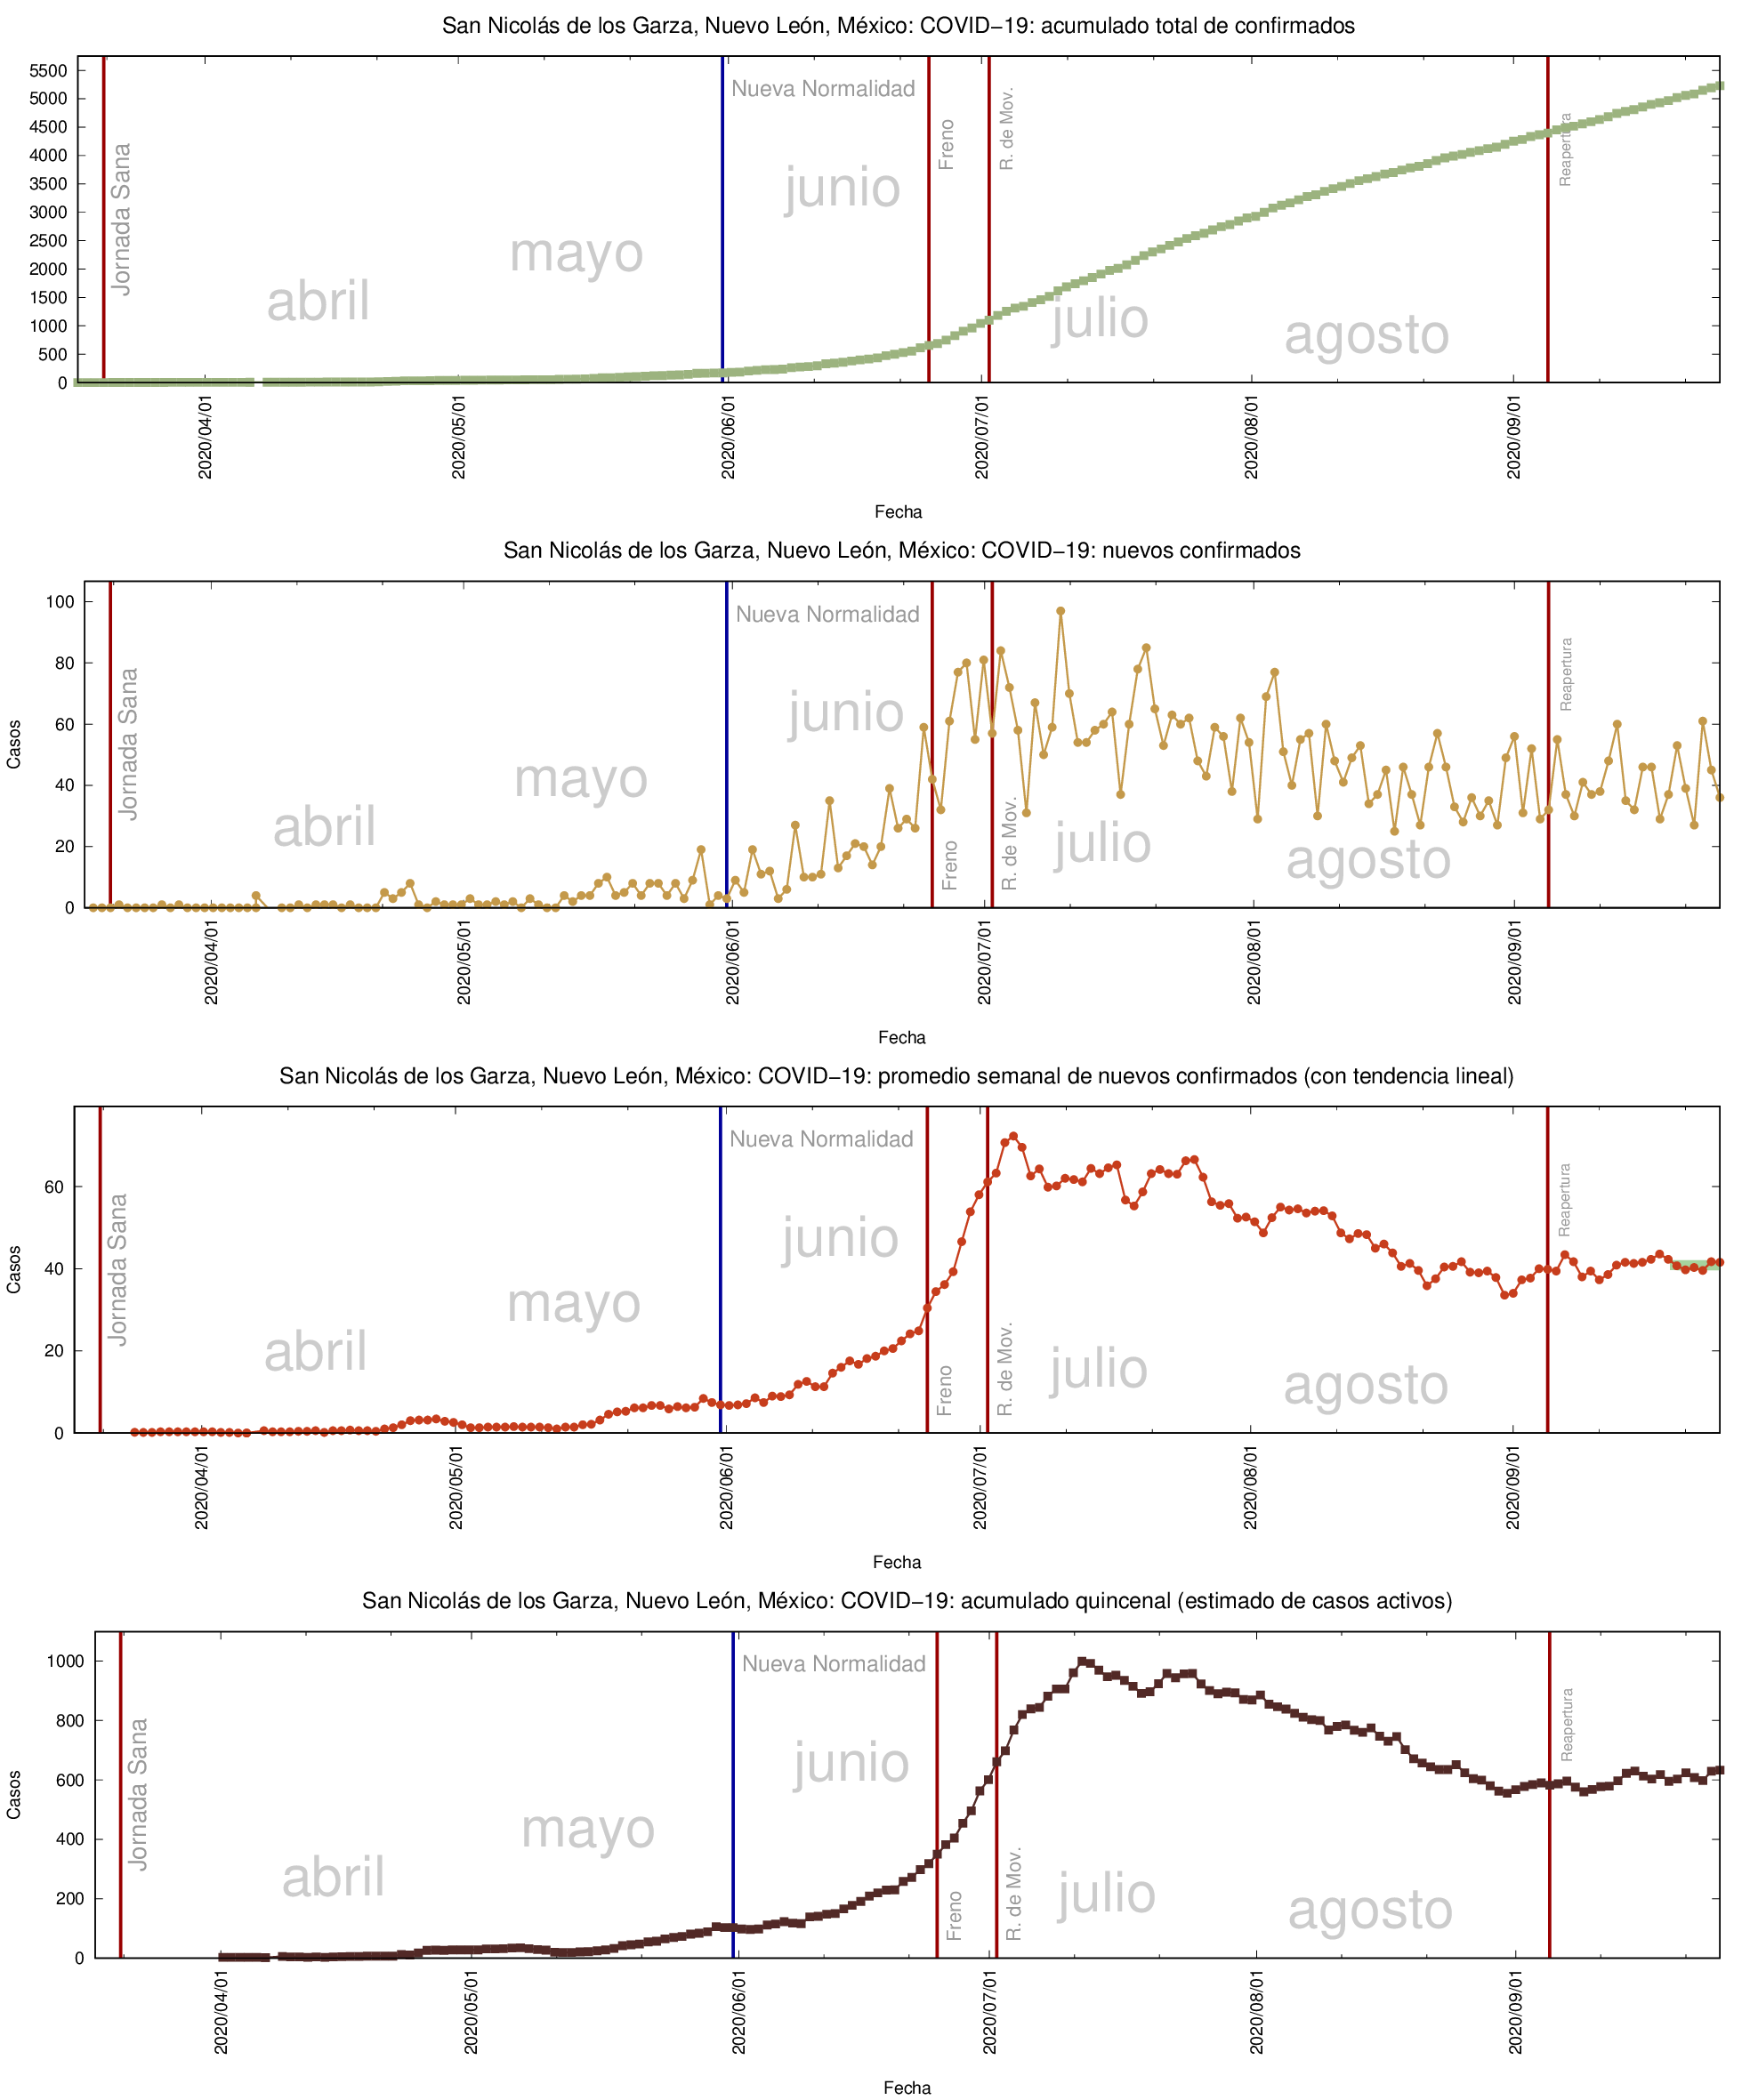 San Nicolás de los Garza, Nuevo León, México: COVID−19: acumulado total de confirmados
5500
5000
4500
4000
3500
3000
2500
2000
1500
1000
500
0
Jornada Sana
abril
mayo
Nueva Normalidad
junio
Freno
R. de Mov.
julio
agosto
Reapertura
2020/04/01
2020/05/01
2020/06/01
2020/07/01
2020/08/01
2020/09/01
Fecha
San Nicolás de los Garza, Nuevo León, México: COVID−19: nuevos confirmados
Casos
100
80
60
40
20
0
Jornada Sana
abril
mayo
Nueva Normalidad
junio
Freno
R. de Mov.
julio
agosto
Reapertura
2020/04/01
2020/05/01
2020/06/01
2020/07/01
2020/08/01
2020/09/01
Fecha
San Nicolás de los Garza, Nuevo León, México: COVID−19: promedio semanal de nuevos confirmados (con tendencia lineal)
Casos
60
40
20
0
Jornada Sana
abril
mayo
Nueva Normalidad
junio
Freno
R. de Mov.
julio
agosto
Reapertura
2020/04/01
2020/05/01
2020/06/01
2020/07/01
2020/08/01
2020/09/01
Fecha
San Nicolás de los Garza, Nuevo León, México: COVID−19: acumulado quincenal (estimado de casos activos)
Casos
1000
800
600
400
200
0
Jornada Sana
abril
mayo
Nueva Normalidad
junio
Freno
R. de Mov.
julio
agosto
Reapertura
2020/04/01
2020/05/01
2020/06/01
2020/07/01
2020/08/01
2020/09/01
Fecha